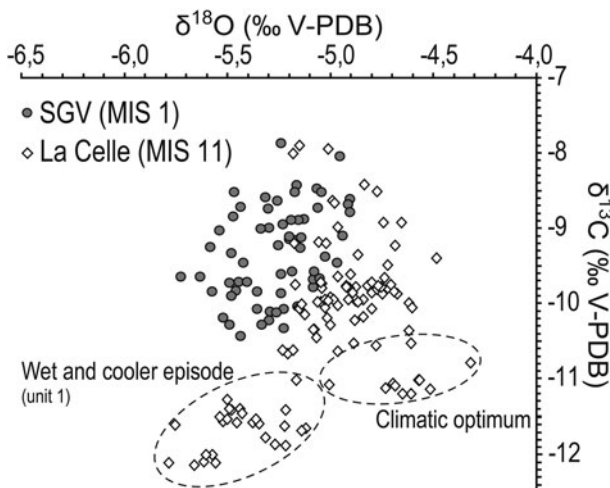 δ18O (‰ V-PDB)
-6,5 -6,0 -5,5 -5,0 -4,5 -4,0
-7
SGV (MIS 1)
La Celle (MIS 11)
-8
-9
-10
-11
-12
δ13C (‰ V-PDB)
Wet and cooler episode
(unit 1)
Climatic optimum